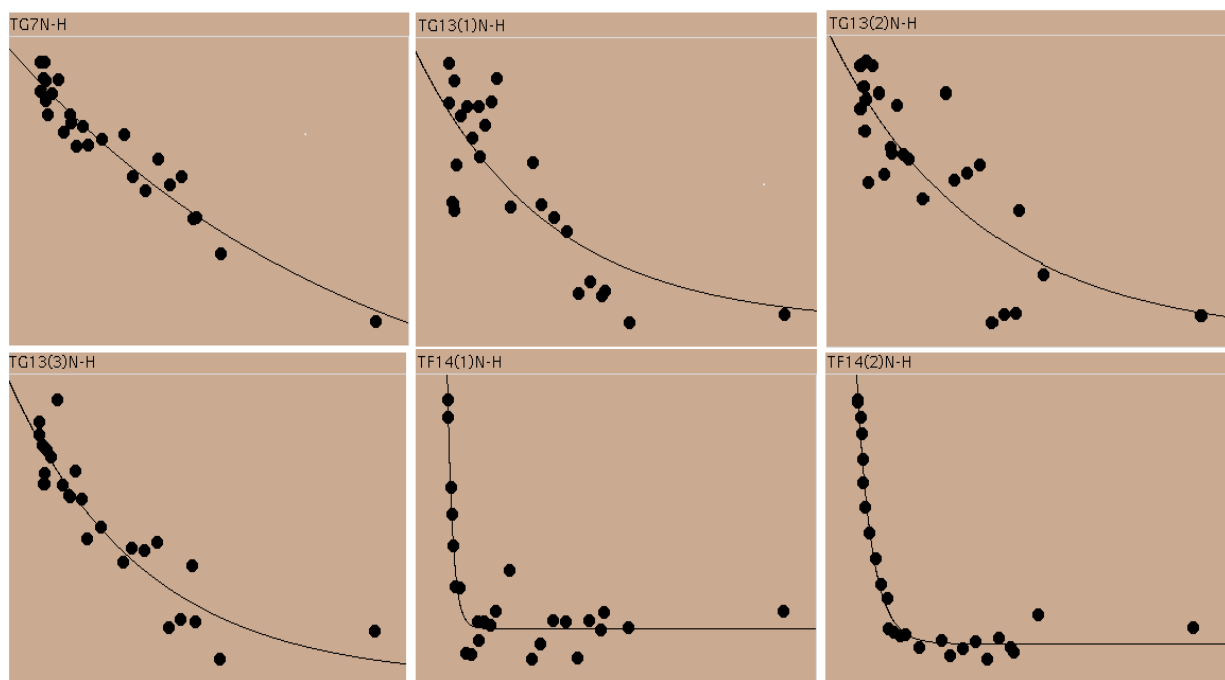 TG7N-H
TG13(1)N-H
TG13(2)N-H
TG13(3)N-H
TF14(1)N-H
TF14(2)N-H